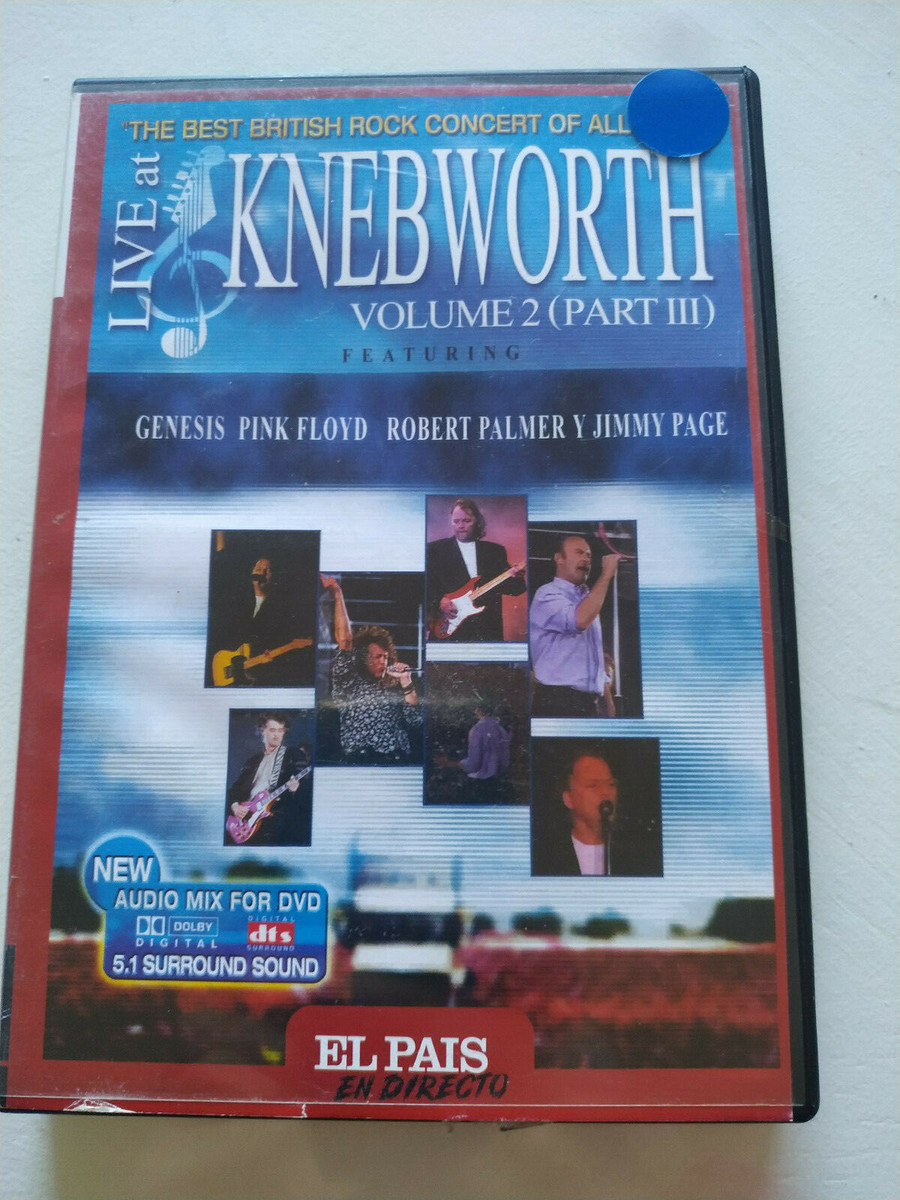 "THE BEST BRITISH ROCK CONCERT OF ALL
LIVE at
KNEBWORTH
VOLUME 2 (PART III)
FEATURING
GENESIS PINK FLOYD ROBERT PALMER Y JIMMY PAGE
NEW
AUDIO MIX FOR DVD
DOLBY
DIGITAL
DIGITAL
dts
SURROUND
5.1 SURROUND SOUND
EL PAIS
EN DIRECTO